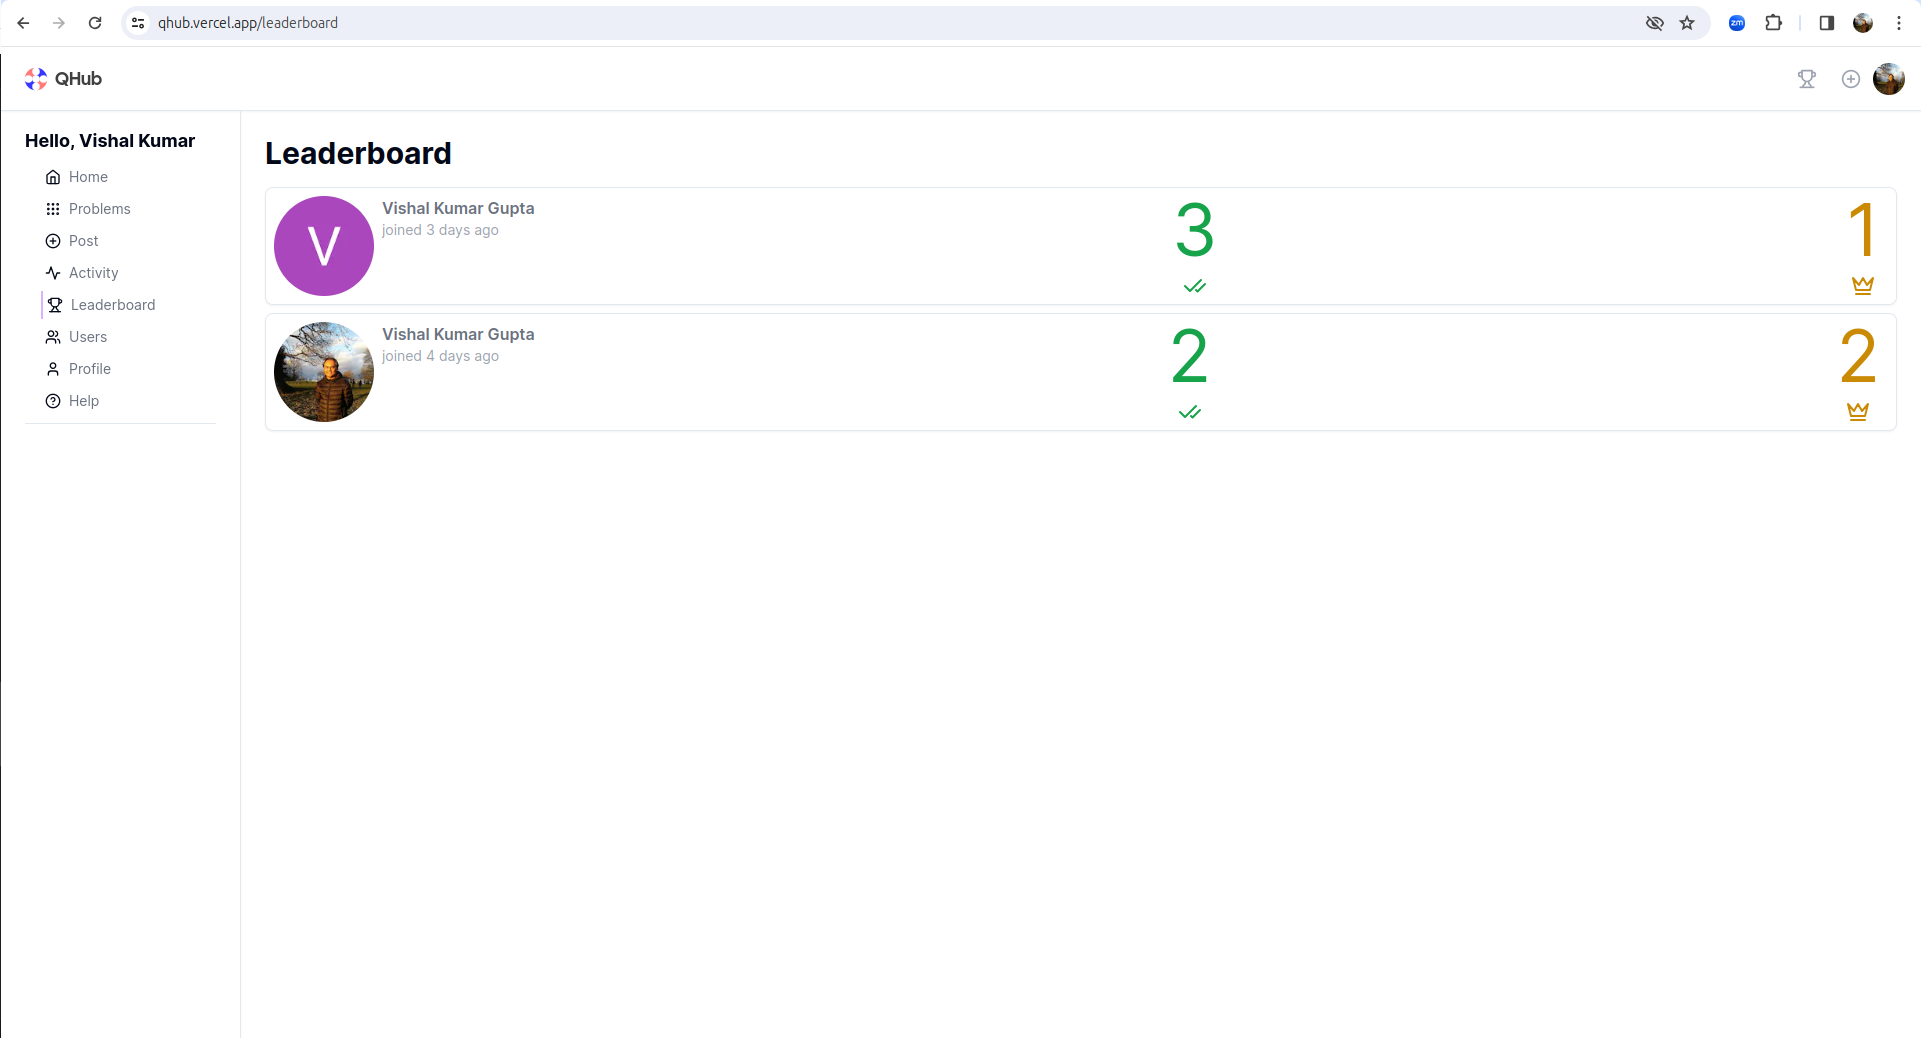 qhub.vercel.app/leaderboard
zm
QHub
Hello, Vishal Kumar
Home
Problems
Post
Activity
Leaderboard
Users
Profile
Help
Leaderboard
V
Vishal Kumar Gupta
joined 3 days ago
3
1
Vishal Kumar Gupta
joined 4 days ago
2
2